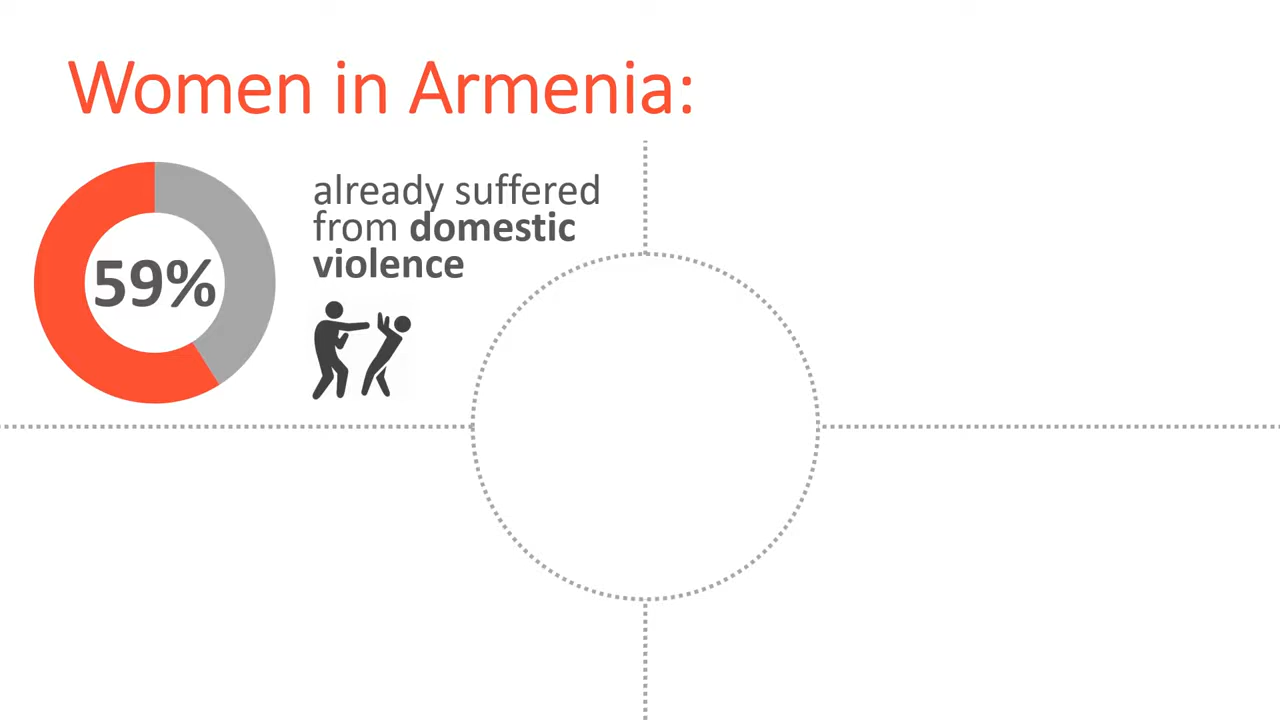 Women in Armenia:
59%
already suffered
from domestic
violence